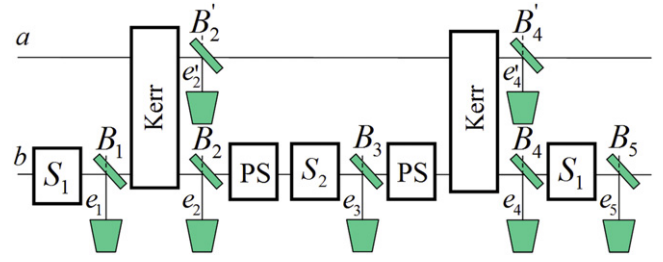 B'₂ B'₄
a
Kerr Kerr
e'₂ e'₄
b S₁ B₁ B₂ PS S₂ B₃ PS B₄ S₁ B₅
e₁ e₂ e₃ e₄ e₅